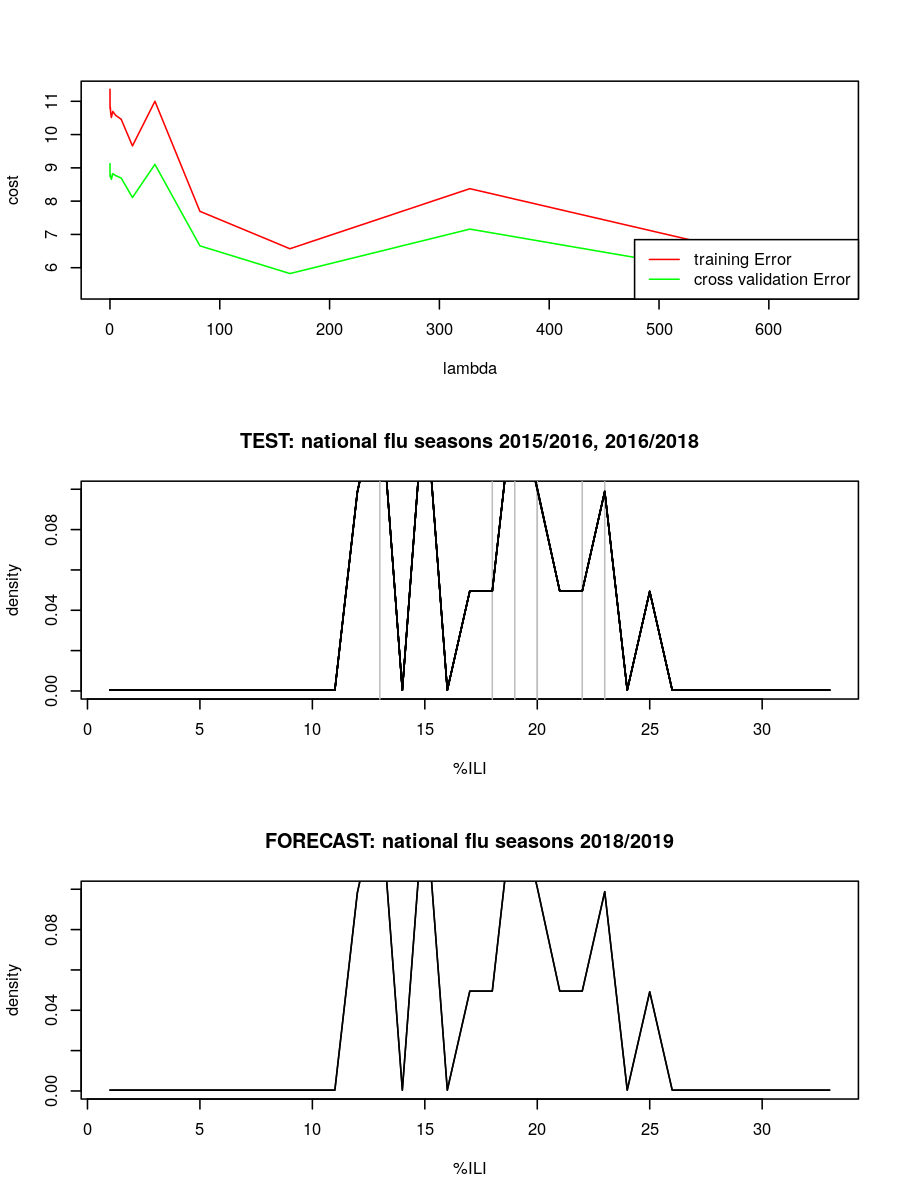 cost
11
10
9
8
7
6
training Error
cross validation Error
0 100 200 300 400 500 600
lambda
TEST: national flu seasons 2015/2016, 2016/2018
density
0.08
0.04
0.00
0 5 10 15 20 25 30
%ILI
FORECAST: national flu seasons 2018/2019
density
0.08
0.04
0.00
0 5 10 15 20 25 30
%ILI